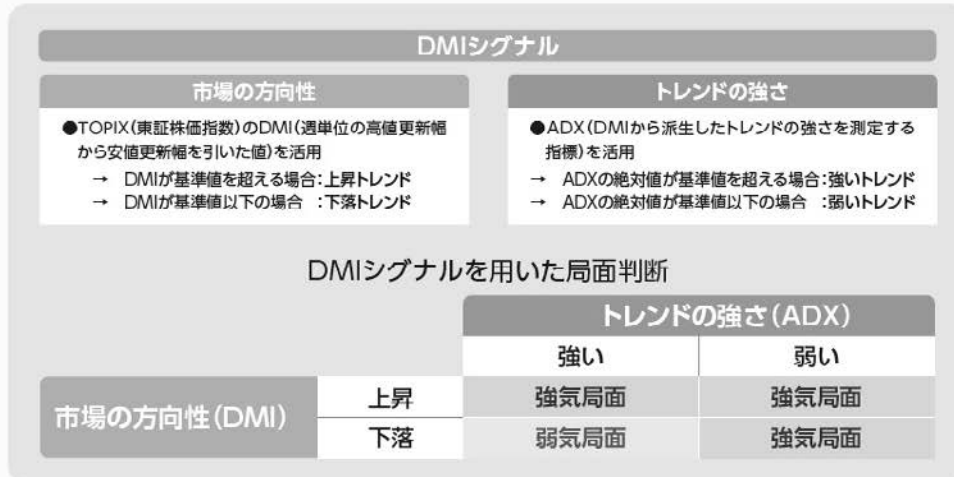 DMIシグナル
市場の方向性
●TOPIX(東証株価指数)のDMI(週単位の高値更新幅
から安値更新幅を引いた値)を活用
→ DMIが基準値を超える場合:上昇トレンド
→ DMIが基準値以下の場合 :下落トレンド
トレンドの強さ
●ADX(DMIから派生したトレンドの強さを測定する
指標)を活用
→ ADXの絶対値が基準値を超える場合:強いトレンド
→ ADXの絶対値が基準値以下の場合 :弱いトレンド
DMIシグナルを用いた局面判断
トレンドの強さ(ADX)
強い 弱い
市場の方向性(DMI)
上昇 強気局面 強気局面
下落 弱気局面 強気局面